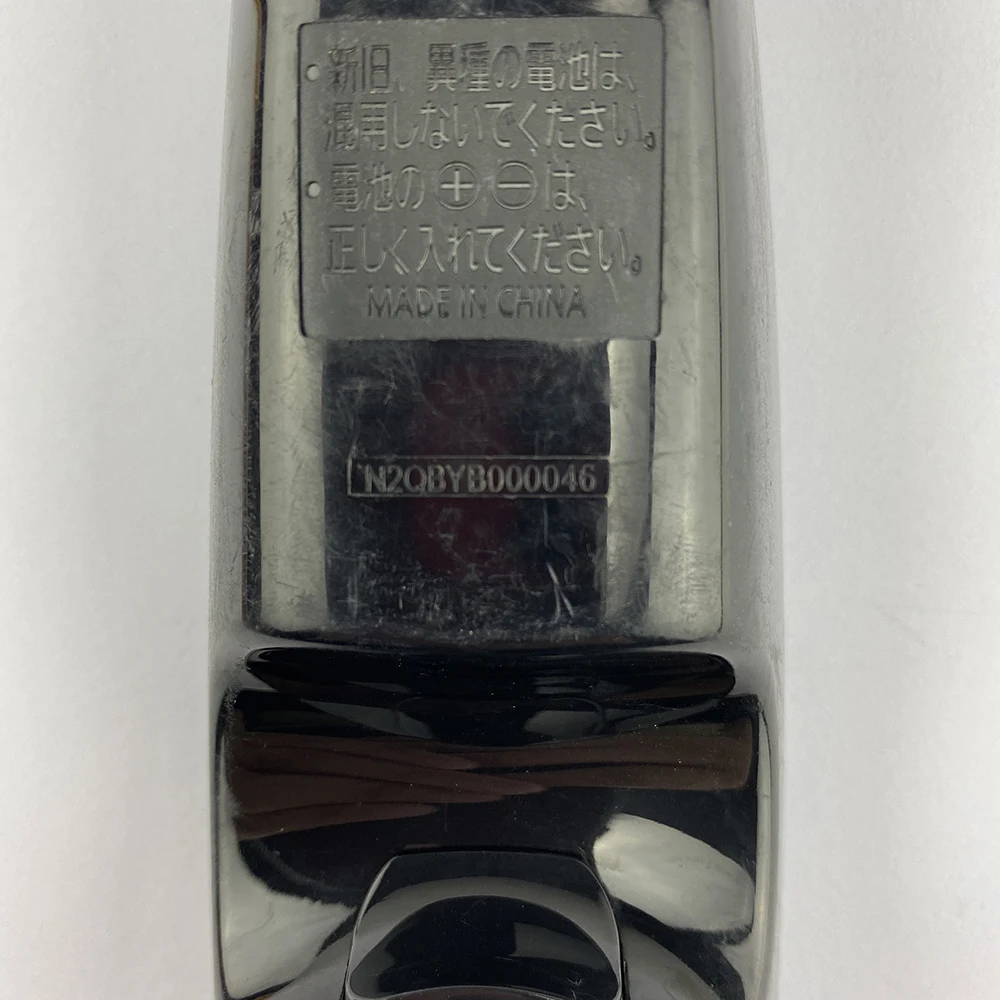 ・新旧、異種の電池は、
混用しないでください。
・電池の⊕⊖は、
正しく入れてください。
MADE IN CHINA
N2QBYB000046